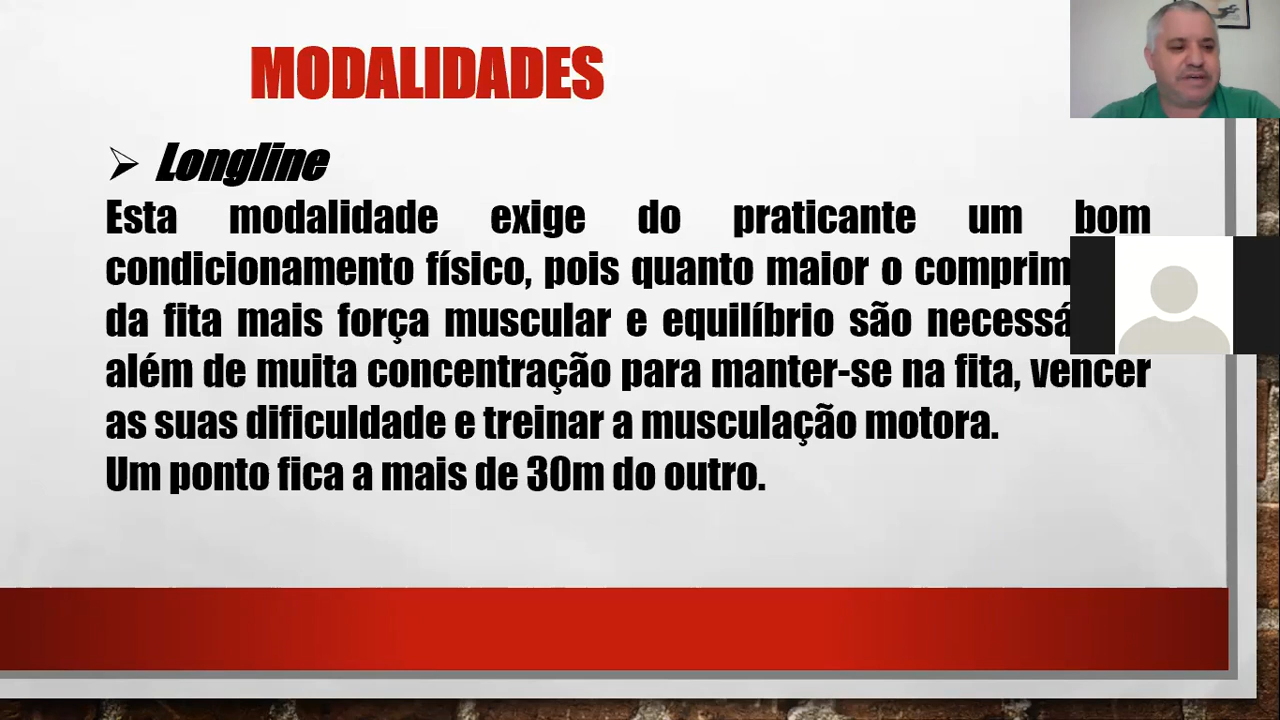 MODALIDADES
Longline
Esta modalidade exige do praticante um bom
condicionamento físico, pois quanto maior o
da fita mais força muscular e equilíbrio são
além de muita concentração para manter-se na fita, vencer
as suas dificuldade e treinar a musculação motora.
Um ponto fica a mais de 30m do outro.